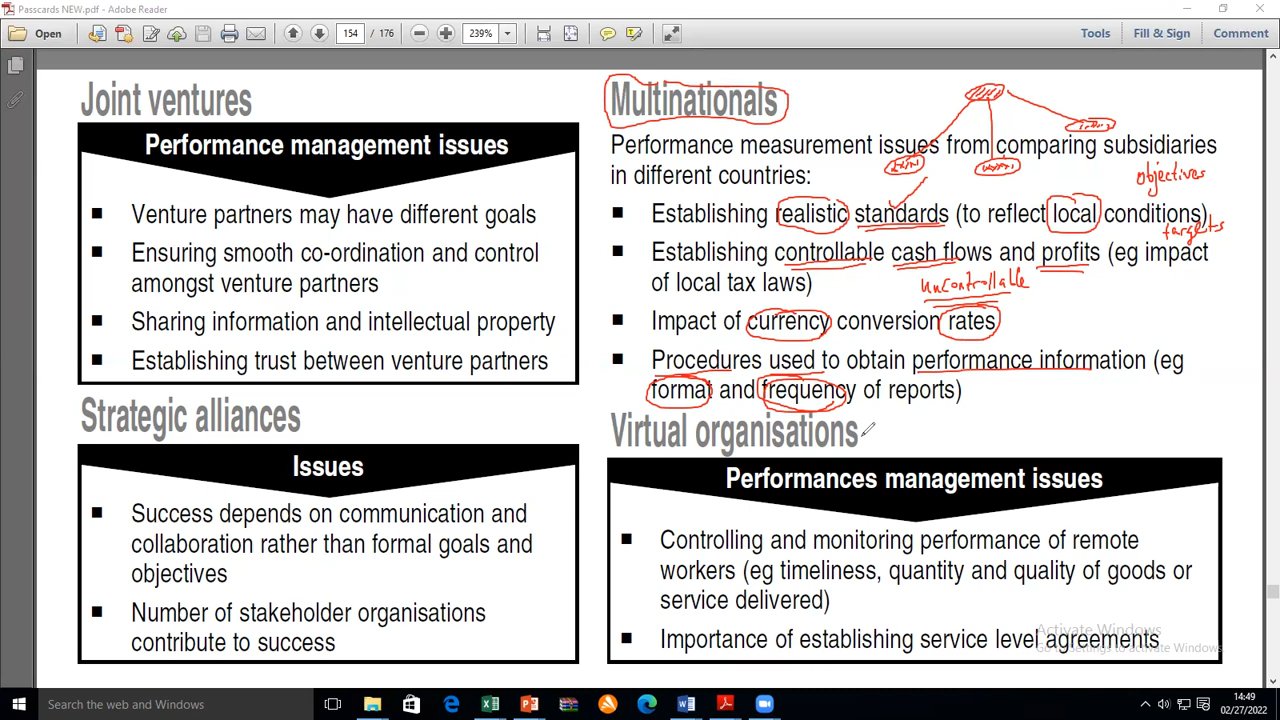 Passcards NEW.pdf - Adobe Reader
Open
154 / 176
239%
Tools
Fill & Sign
Comment
Joint ventures
Performance management issues
■ Venture partners may have different goals
■ Ensuring smooth co-ordination and control
amongst venture partners
■ Sharing information and intellectual property
■ Establishing trust between venture partners
Strategic alliances
Issues
■ Success depends on communication and
collaboration rather than formal goals and
objectives
■ Number of stakeholder organisations
contribute to success
Multinationals
Performance measurement issues from comparing subsidiaries
in different countries:
objectives
■ Establishing realistic standards (to reflect local conditions)
targets
■ Establishing controllable cash flows and profits (eg impact
of local tax laws)
uncontrollable
■ Impact of currency conversion rates
■ Procedures used to obtain performance information (eg
format and frequency of reports)
Virtual organisations
Performances management issues
■ Controlling and monitoring performance of remote
workers (eg timeliness, quantity and quality of goods or
service delivered)
■ Importance of establishing service level agreements
Activate Windows
Go to Settings to activate Windows.
Search the web and Windows
14:49
02/27/2022